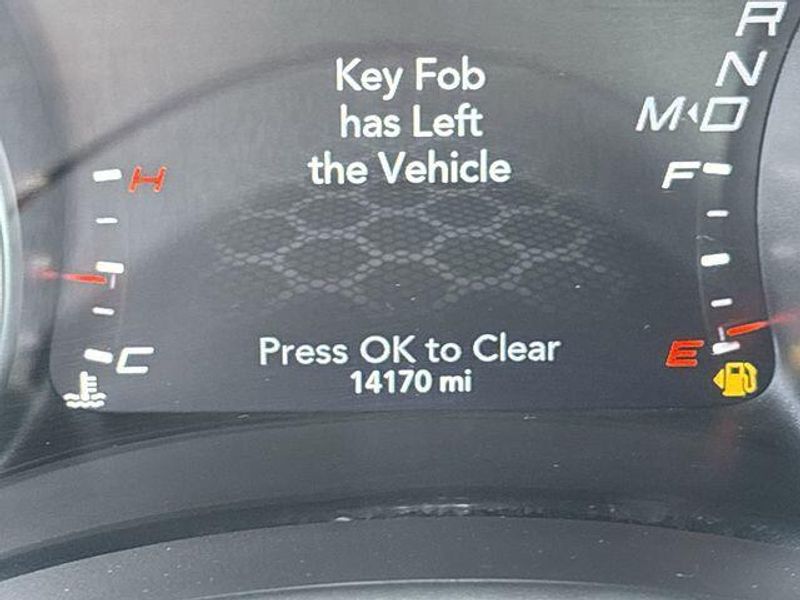 R
N
Key Fob
has Left
the Vehicle
M D
H
F
Press OK to Clear
C
E
14170 mi